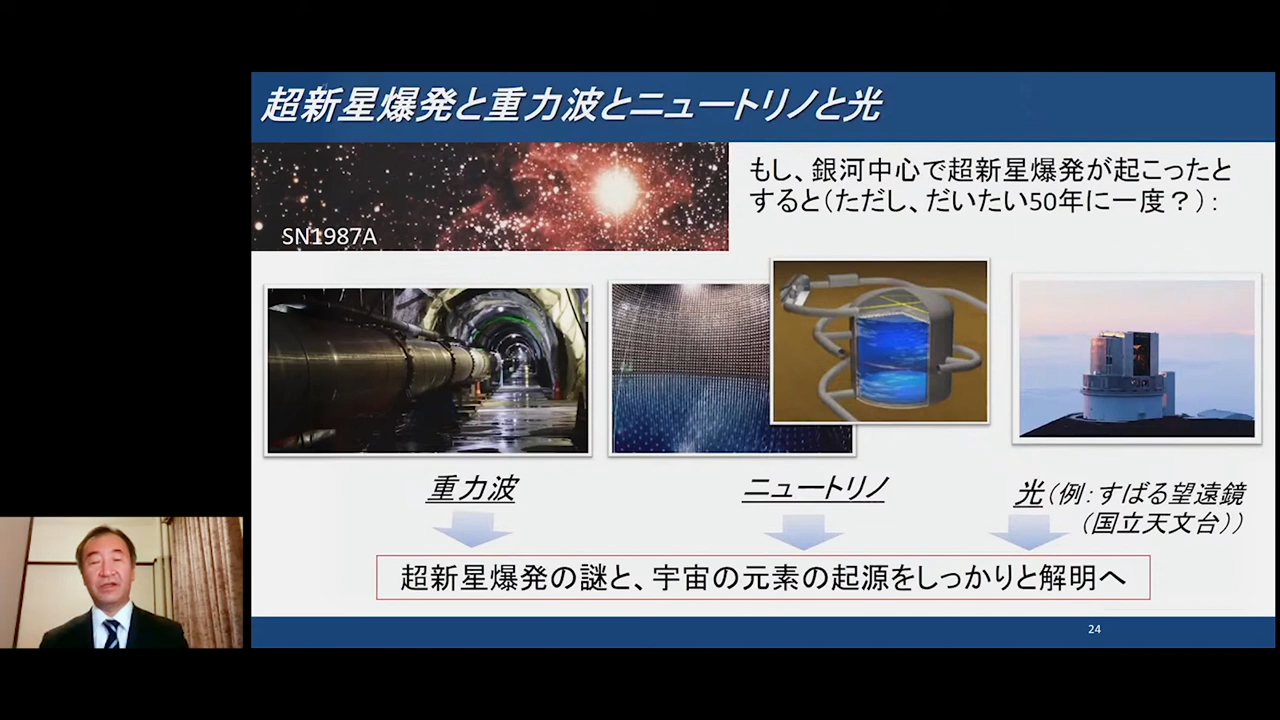 超新星爆発と重力波とニュートリノと光
もし、銀河中心で超新星爆発が起こったと
すると（ただし、だいたい50年に一度？）：
SN1987A
重力波
ニュートリノ
光（例：すばる望遠鏡
（国立天文台））
超新星爆発の謎と、宇宙の元素の起源をしっかりと解明へ
24